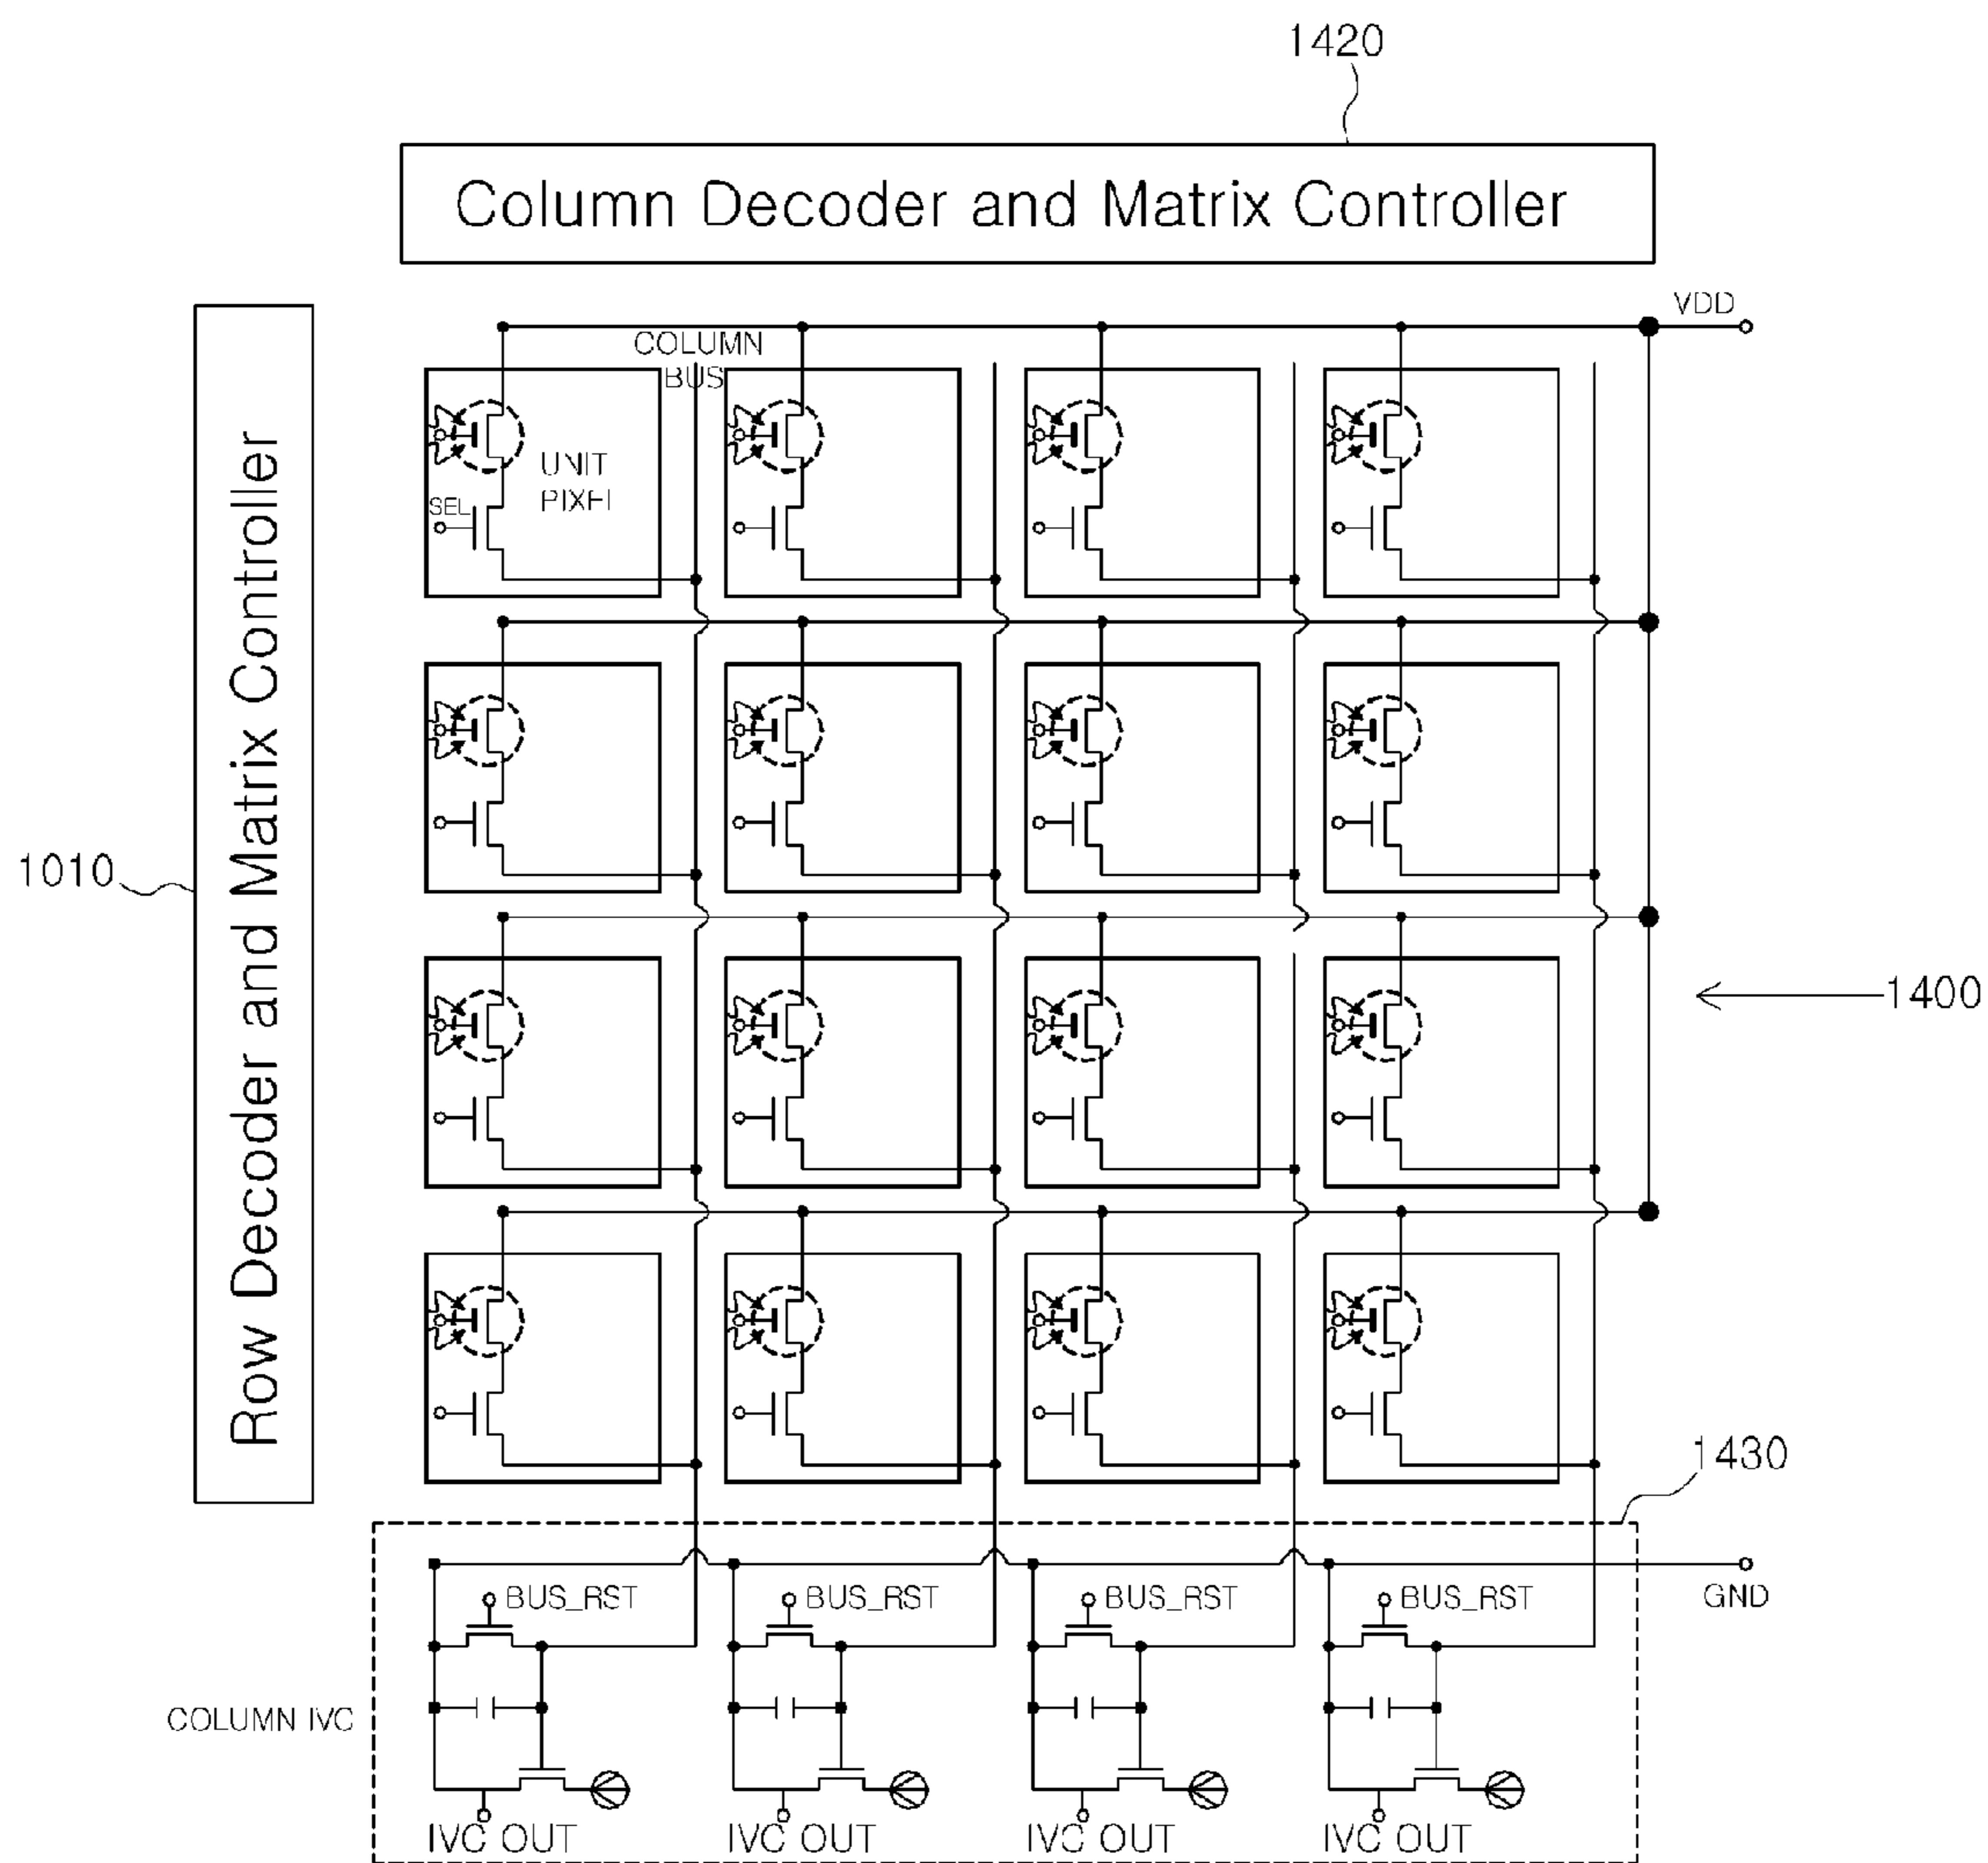 1420
Column Decoder and Matrix Controller
VDD
COLUMN
BUS
UNIT
PIXEL
SEL
Row Decoder and Matrix Controller
1010
1400
1430
BUS_RST
BUS_RST
BUS_RST
BUS_RST
GND
COLUMN IVC
IVC OUT
IVC OUT
IVC OUT
IVC OUT